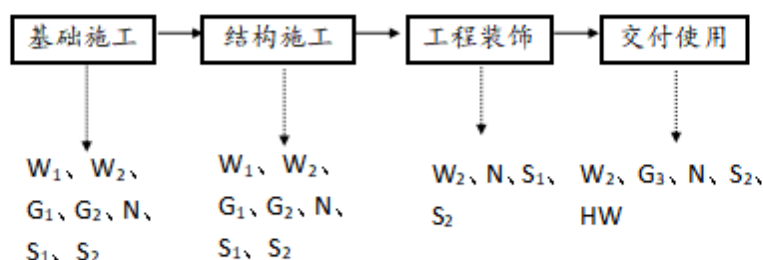 基础施工
结构施工
工程装饰
交付使用
W₁、W₂、
G₁、G₂、N、
S₁、S₂
W₁、W₂、
G₁、G₂、N、
S₁、S₂
W₂、N、S₁、
S₂
W₂、G₃、N、S₂、
HW